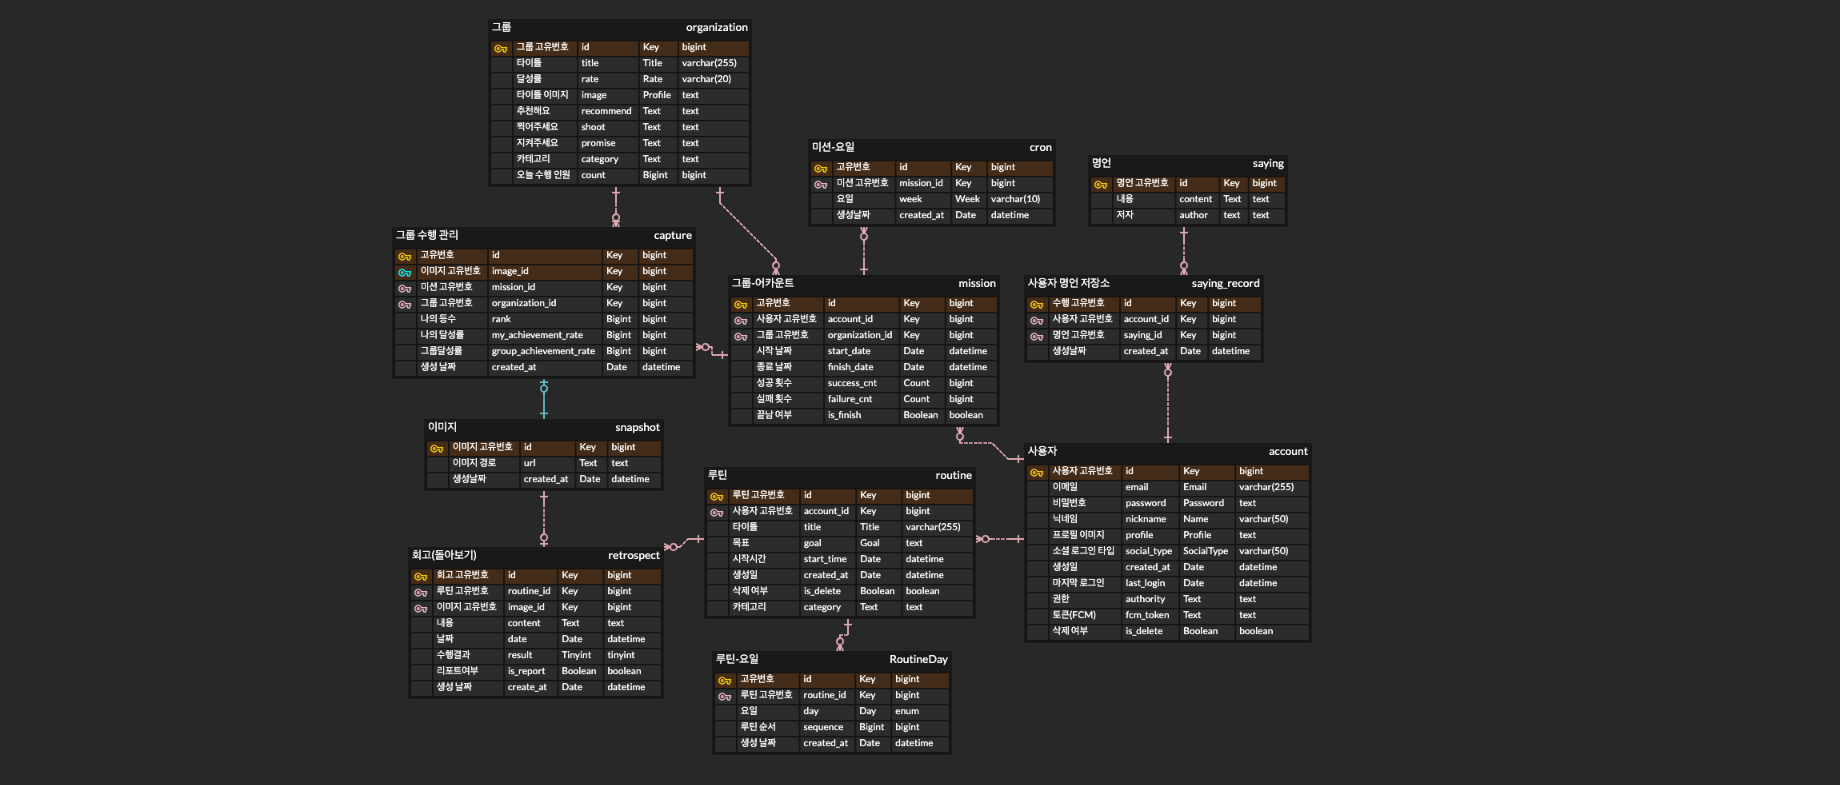 그룹 organization
그룹 고유번호 id Key bigint
타이틀 title Title varchar(255)
달성률 rate Rate varchar(20)
타이틀 이미지 image Profile text
추천해요 recommend Text text
찍어주세요 shoot Text text
지켜주세요 promise Text text
카테고리 category Text text
오늘 수행 인원 count Bigint bigint
미션-요일 cron
고유번호 id Key bigint
미션 고유번호 mission_id Key bigint
요일 week Week varchar(10)
생성날짜 created_at Date datetime
명언 saying
명언 고유번호 id Key bigint
내용 content Text text
저자 author text text
그룹 수행 관리 capture
고유번호 id Key bigint
이미지 고유번호 image_id Key bigint
미션 고유번호 mission_id Key bigint
그룹 고유번호 organization_id Key bigint
나의 등수 rank Bigint bigint
나의 달성률 my_achievement_rate Bigint bigint
그룹달성률 group_achievement_rate Bigint bigint
생성 날짜 created_at Date datetime
그룹-어카운트 mission
고유번호 id Key bigint
사용자 고유번호 account_id Key bigint
그룹 고유번호 organization_id Key bigint
시작 날짜 start_date Date datetime
종료 날짜 finish_date Date datetime
성공 횟수 success_cnt Count bigint
실패 횟수 failure_cnt Count bigint
끝남 여부 is_finish Boolean boolean
사용자 명언 저장소 saying_record
수행 고유번호 id Key bigint
사용자 고유번호 account_id Key bigint
명언 고유번호 saying_id Key bigint
생성날짜 created_at Date datetime
이미지 snapshot
이미지 고유번호 id Key bigint
이미지 경로 url Text text
생성날짜 created_at Date datetime
루틴 routine
루틴 고유번호 id Key bigint
사용자 고유번호 account_id Key bigint
타이틀 title Title varchar(255)
목표 goal Goal text
시작시간 start_time Date datetime
생성일 created_at Date datetime
삭제 여부 is_delete Boolean boolean
카테고리 category Text text
사용자 account
사용자 고유번호 id Key bigint
이메일 email Email varchar(255)
비밀번호 password Password text
닉네임 nickname Name varchar(50)
프로필 이미지 profile Profile text
소셜 로그인 타입 social_type SocialType varchar(50)
생성일 created_at Date datetime
마지막 로그인 last_login Date datetime
권한 authority Text text
토큰(FCM) fcm_token Text text
삭제 여부 is_delete Boolean boolean
회고(돌아보기) retrospect
회고 고유번호 id Key bigint
루틴 고유번호 routine_id Key bigint
이미지 고유번호 image_id Key bigint
내용 content Text text
날짜 date Date datetime
수행결과 result Tinyint tinyint
리포트여부 is_report Boolean boolean
생성 날짜 create_at Date datetime
루틴-요일 RoutineDay
고유번호 id Key bigint
루틴 고유번호 routine_id Key bigint
요일 day Day enum
루틴 순서 sequence Bigint bigint
생성 날짜 created_at Date datetime